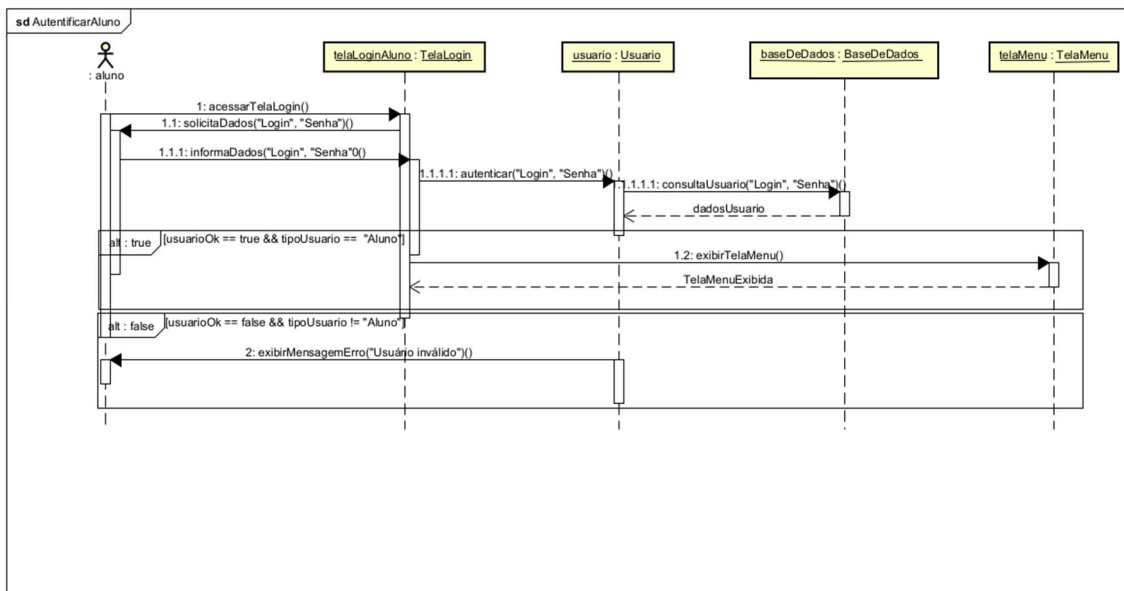 sd AutentificarAluno
: aluno
telaLoginAluno : TelaLogin
usuario : Usuario
baseDeDados : BaseDeDados
telaMenu : TelaMenu
1: acessarTelaLogin()
1.1: solicitaDados("Login", "Senha")()
1.1.1: informaDados("Login", "Senha"0()
1.1.1.1: autenticar("Login", "Senha")()
1.1.1.1.1: consultaUsuario("Login", "Senha")()
dadosUsuario
alt : true
[usuarioOk == true && tipoUsuario == "Aluno"]
1.2: exibirTelaMenu()
TelaMenuExibida
alt : false
[usuarioOk == false && tipoUsuario != "Aluno"]
2: exibirMensagemErro("Usuário inválido")()